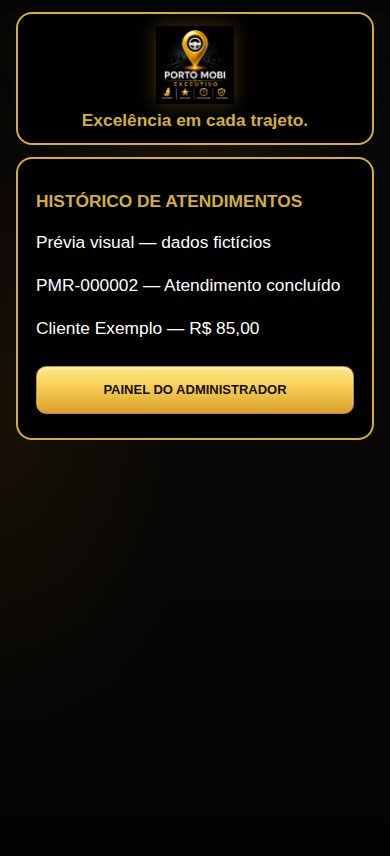 PORTO MOBI
EXECUTIVO
Excelência em cada trajeto.
HISTÓRICO DE ATENDIMENTOS
Prévia visual — dados fictícios
PMR-000002 — Atendimento concluído
Cliente Exemplo — R$ 85,00
PAINEL DO ADMINISTRADOR